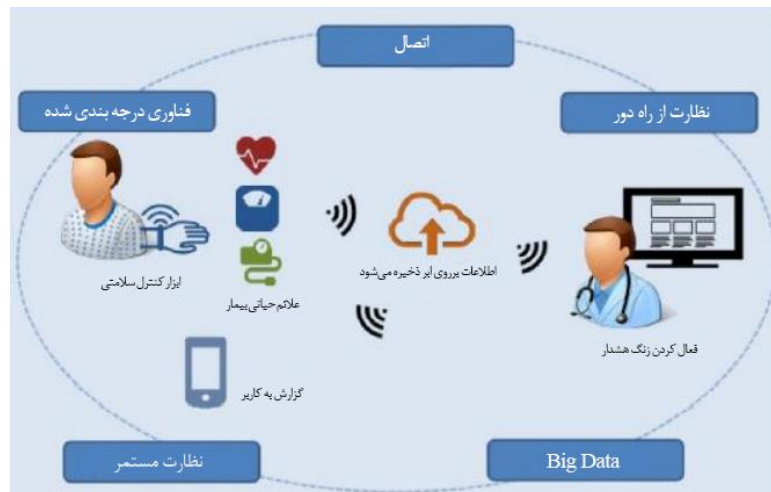 اتصال
فناوری درجه بندی شده
نظارت از راه دور
ابزار کنترل سلامتی
علائم حیاتی بیمار
اطلاعات برروی ابر ذخیره می‌شود
فعال کردن زنگ هشدار
گزارش به کاربر
نظارت مستمر
Big Data